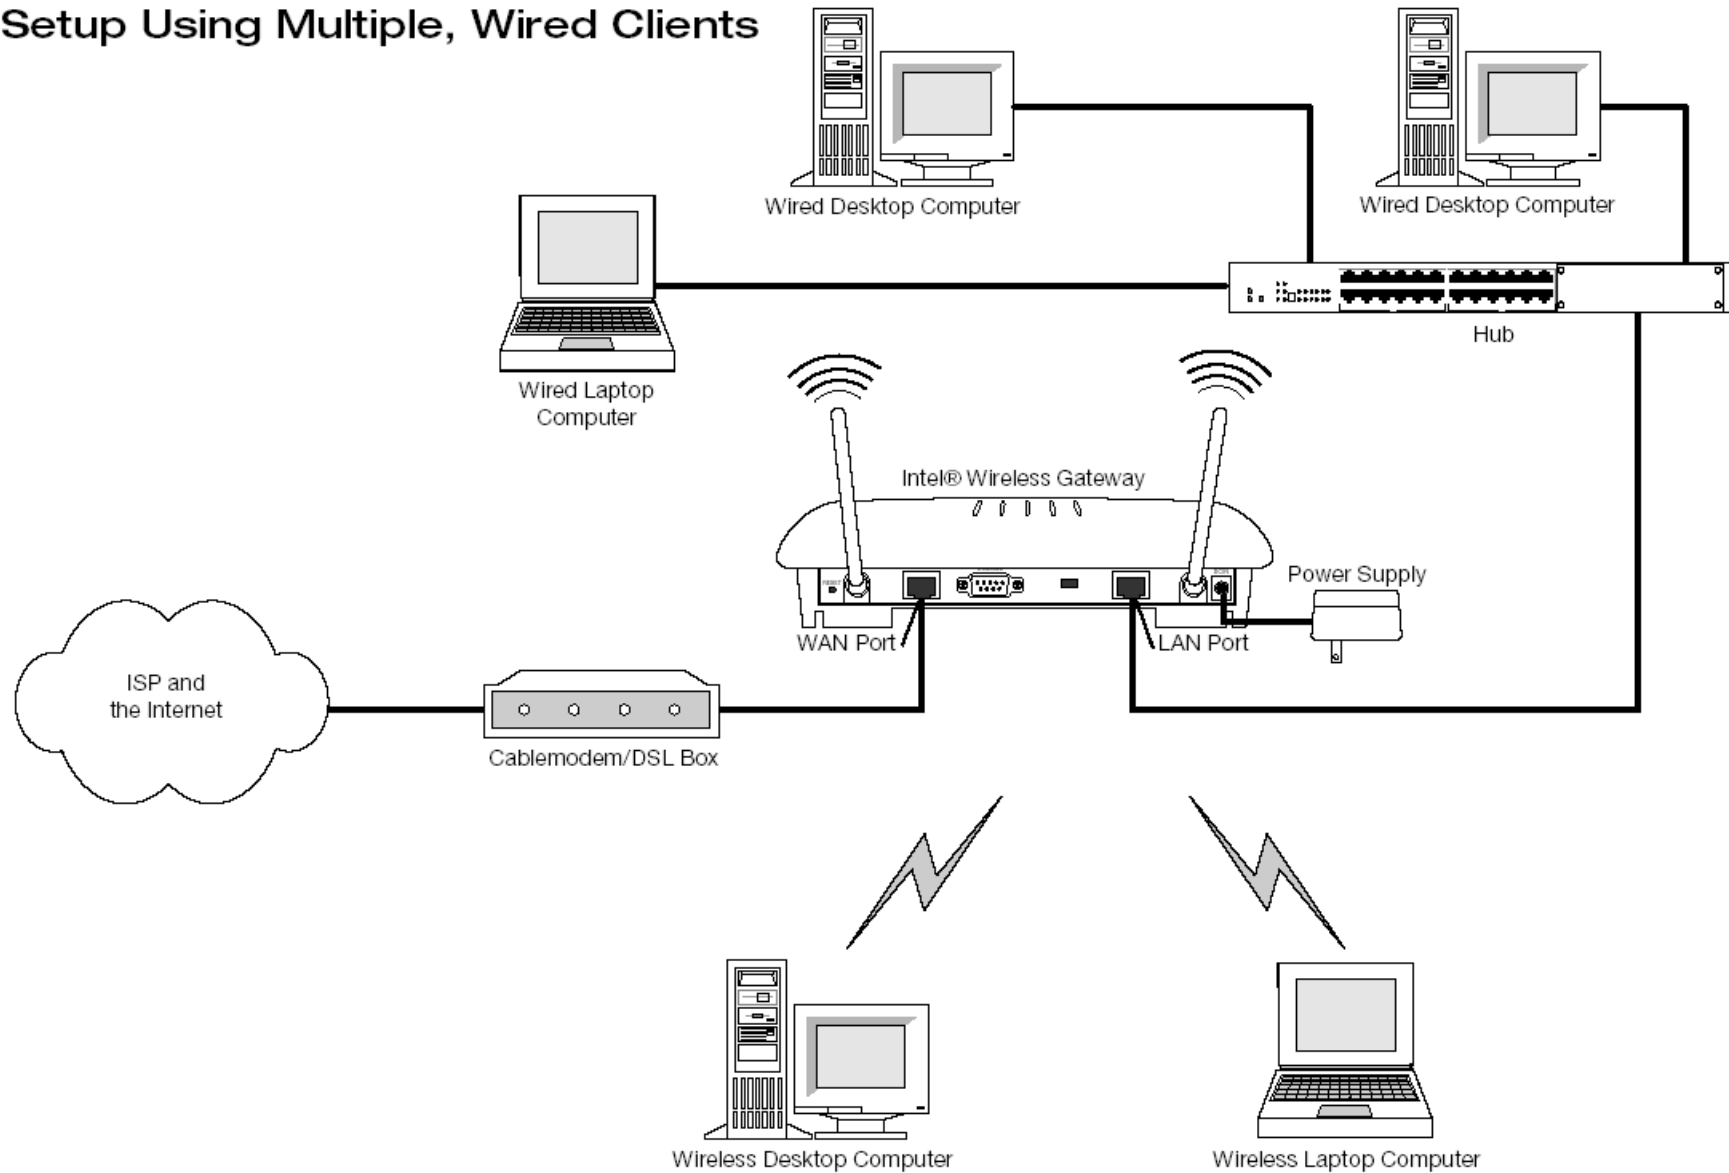 Setup Using Multiple, Wired Clients
Wired Desktop Computer
Wired Desktop Computer
Hub
Wired Laptop
Computer
Intel® Wireless Gateway
Power Supply
WAN Port
LAN Port
ISP and
the Internet
Cablemodem/DSL Box
Wireless Desktop Computer
Wireless Laptop Computer